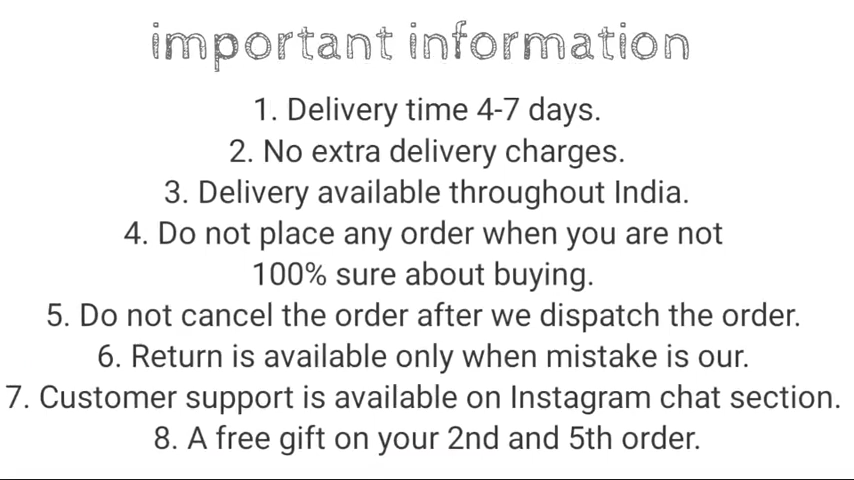 important information
1. Delivery time 4-7 days.
2. No extra delivery charges.
3. Delivery available throughout India.
4. Do not place any order when you are not
100% sure about buying.
5. Do not cancel the order after we dispatch the order.
6. Return is available only when mistake is our.
7. Customer support is available on Instagram chat section.
8. A free gift on your 2nd and 5th order.